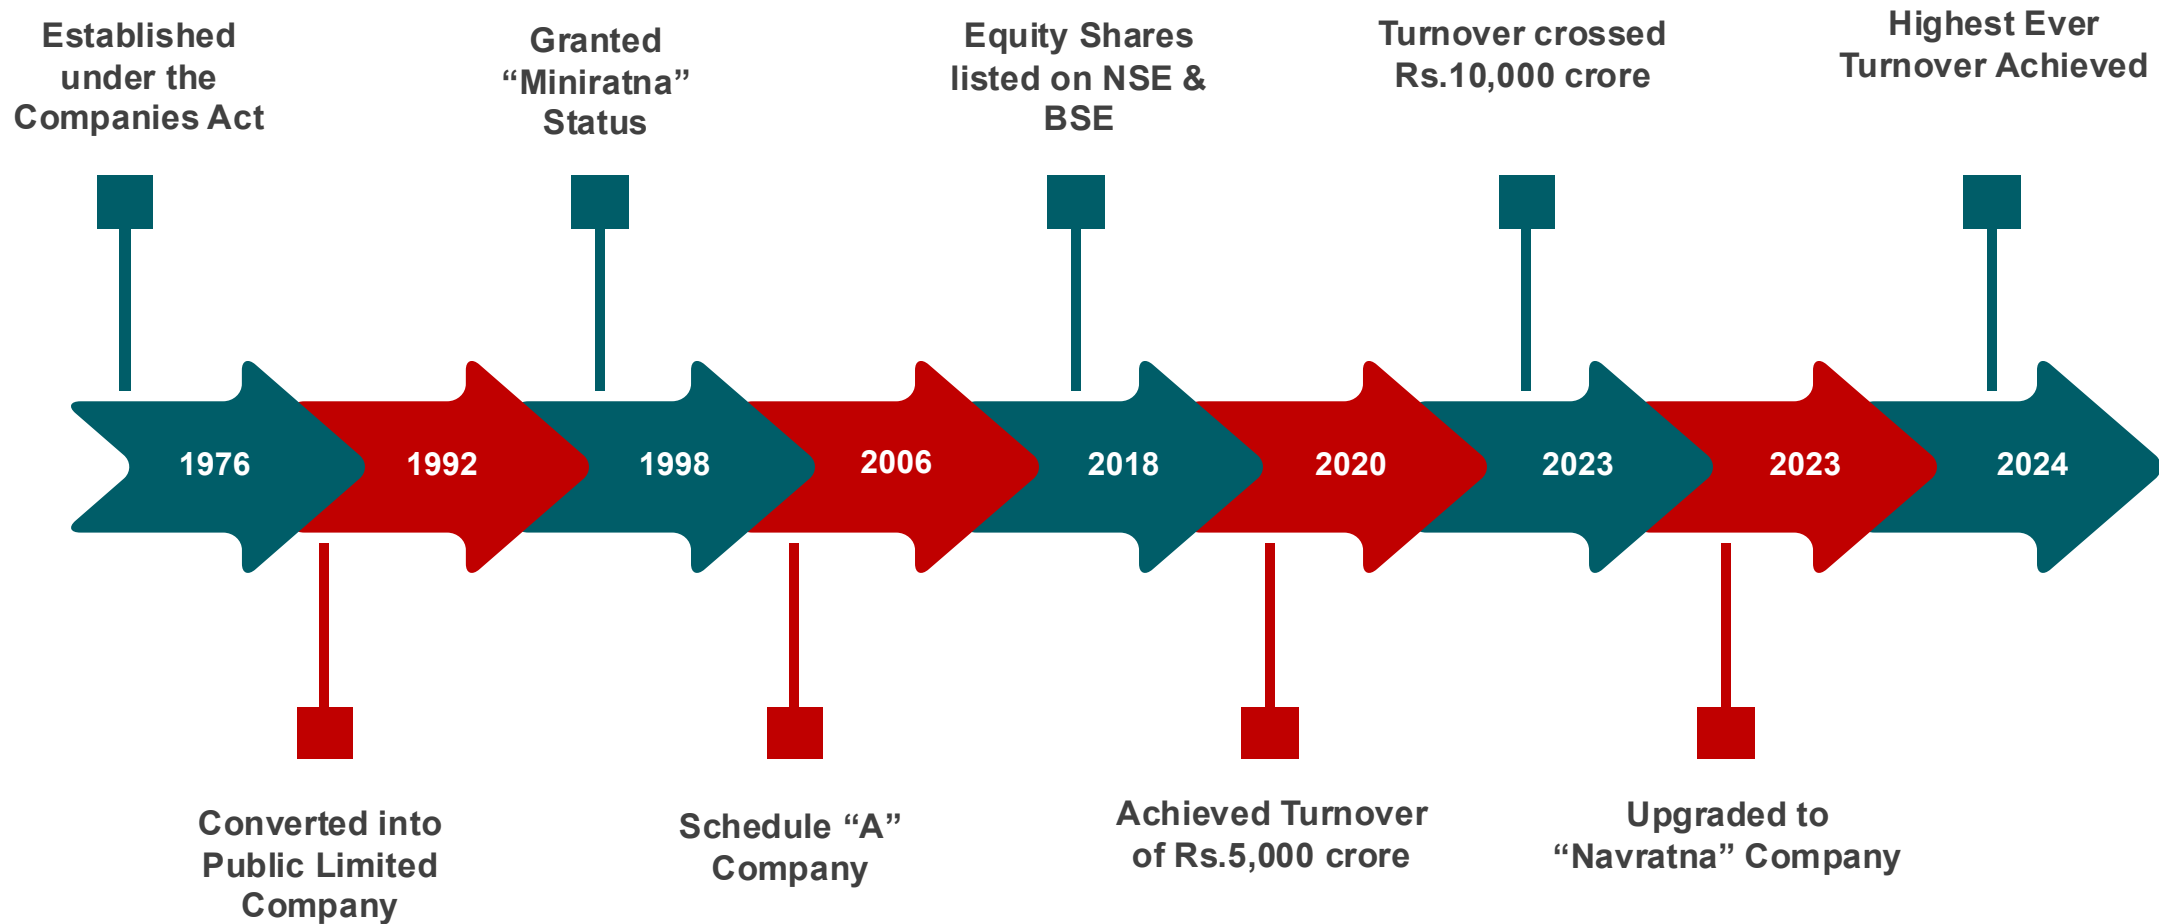 Established
under the
Companies Act
Granted
“Miniratna”
Status
Equity Shares
listed on NSE &
BSE
Turnover crossed
Rs.10,000 crore
Highest Ever
Turnover Achieved
1976
1992
1998
2006
2018
2020
2023
2023
2024
Converted into
Public Limited
Company
Schedule “A”
Company
Achieved Turnover
of Rs.5,000 crore
Upgraded to
“Navratna” Company